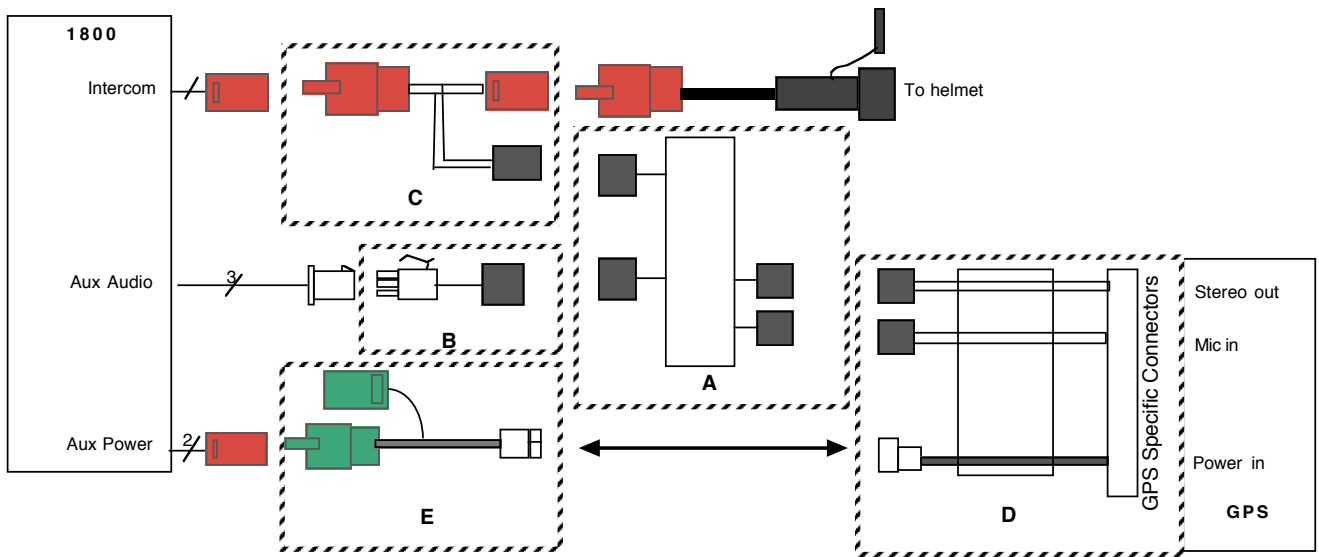 1800
Intercom
To helmet
C
Aux Audio
3
B
A
Stereo out
Mic in
GPS Specific Connectors
Aux Power
2
Power in
E
D
GPS